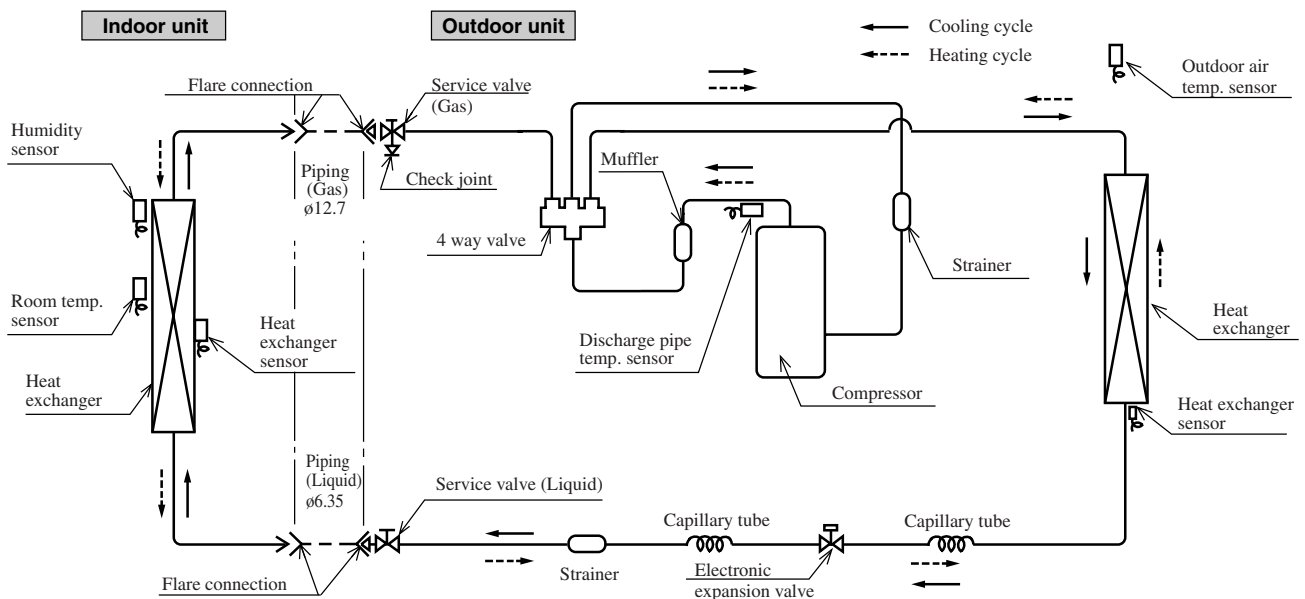 Indoor unit
Outdoor unit
Cooling cycle
Heating cycle
Outdoor air
temp. sensor
Flare connection
Service valve
(Gas)
Humidity
sensor
Check joint
Piping
(Gas)
ø12.7
Muffler
4 way valve
Strainer
Room temp.
sensor
Heat
exchanger
sensor
Discharge pipe
temp. sensor
Heat
exchanger
Heat
exchanger
Compressor
Heat exchanger
sensor
Piping
(Liquid)
ø6.35
Service valve (Liquid)
Capillary tube
Capillary tube
Flare connection
Strainer
Electronic
expansion valve